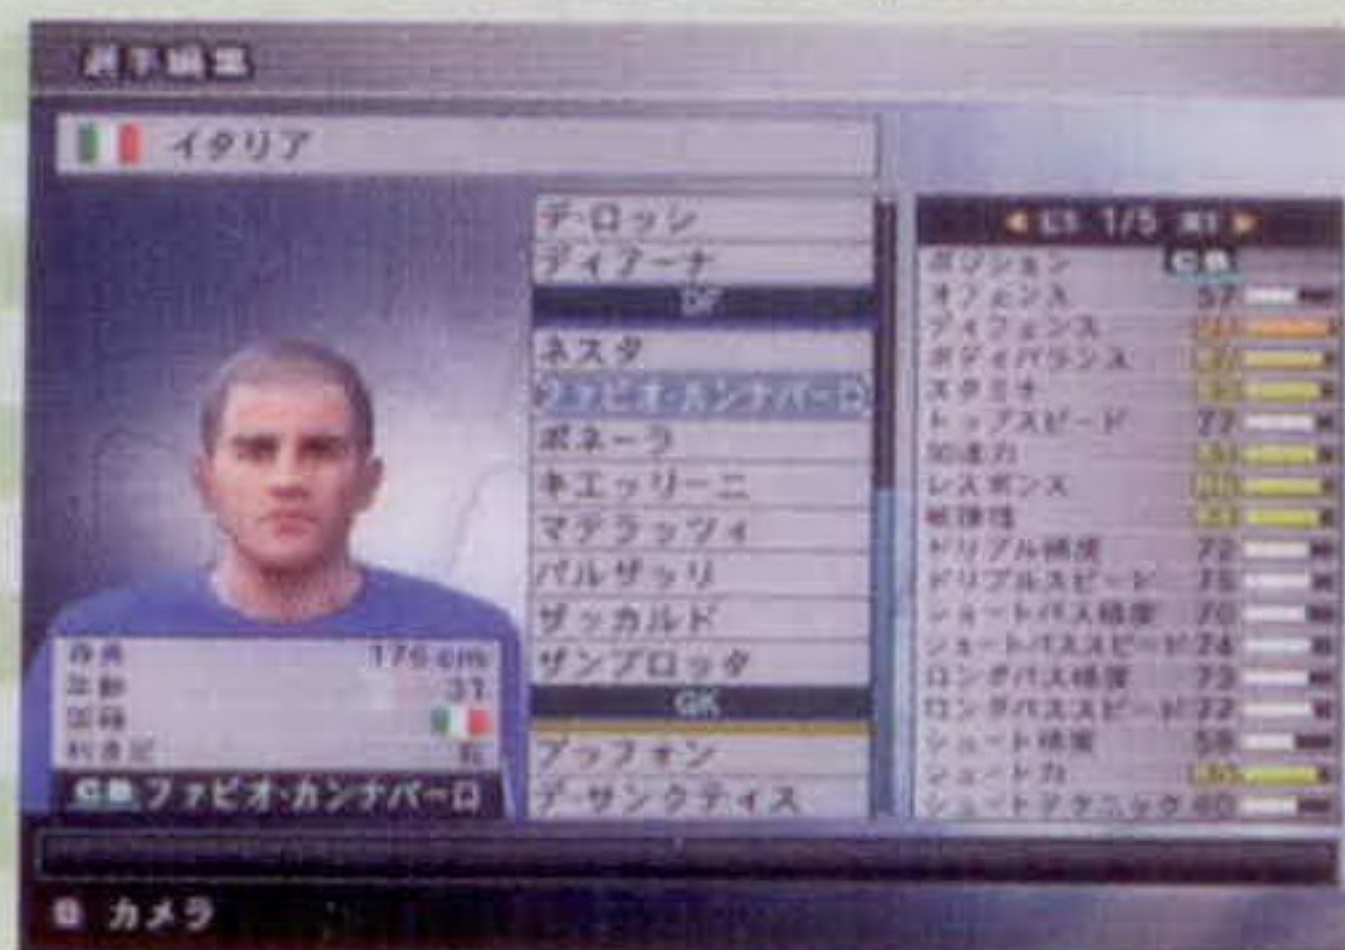 選手編集
イタリア
デ・ロッシ
ディアーナ
DF
ネスタ
ファビオ・カンナバーロ
ボネーラ
キエッリーニ
マテラッツィ
バルザッリ
ザッカルド
ザンブロッタ
GK
ブッフォン
デ・サンクティス
身長 176cm
年齢 31
国籍
利き足 右
CB ファビオ・カンナバーロ
L1 1/5 R1
ポジション CB
オフェンス 57
ディフェンス
ボディバランス
スタミナ
トップスピード 77
加速力
レスポンス
敏捷性
ドリブル精度 72
ドリブルスピード 75
ショートパス精度 70
ショートパススピード 74
ロングパス精度 73
ロングパススピード 77
シュート精度 58
シュート力
シュートテクニック 60
カメラ